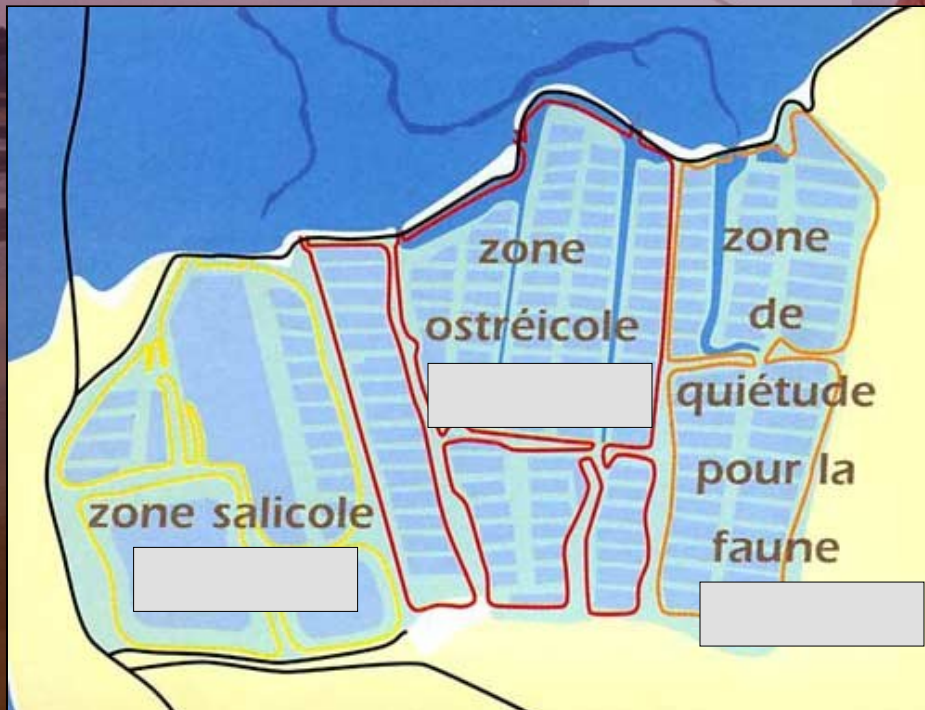 zone
ostréicole
zone
de
quiétude
pour la
faune
zone salicole